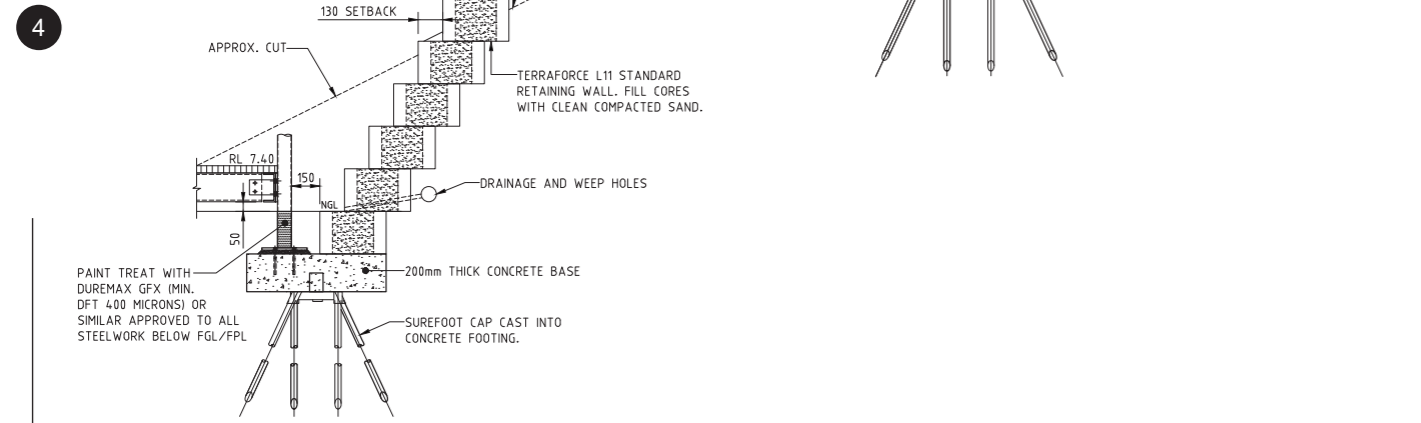 4
130 SETBACK
APPROX. CUT
TERRAFORCE L11 STANDARD
RETAINING WALL. FILL CORES
WITH CLEAN COMPACTED SAND.
RL 7.40
150
DRAINAGE AND WEEP HOLES
NGL
50
PAINT TREAT WITH
DUREMAX GFX (MIN.
DFT 400 MICRONS) OR
SIMILAR APPROVED TO ALL
STEELWORK BELOW FGL/FPL
200mm THICK CONCRETE BASE
SUREFOOT CAP CAST INTO
CONCRETE FOOTING.